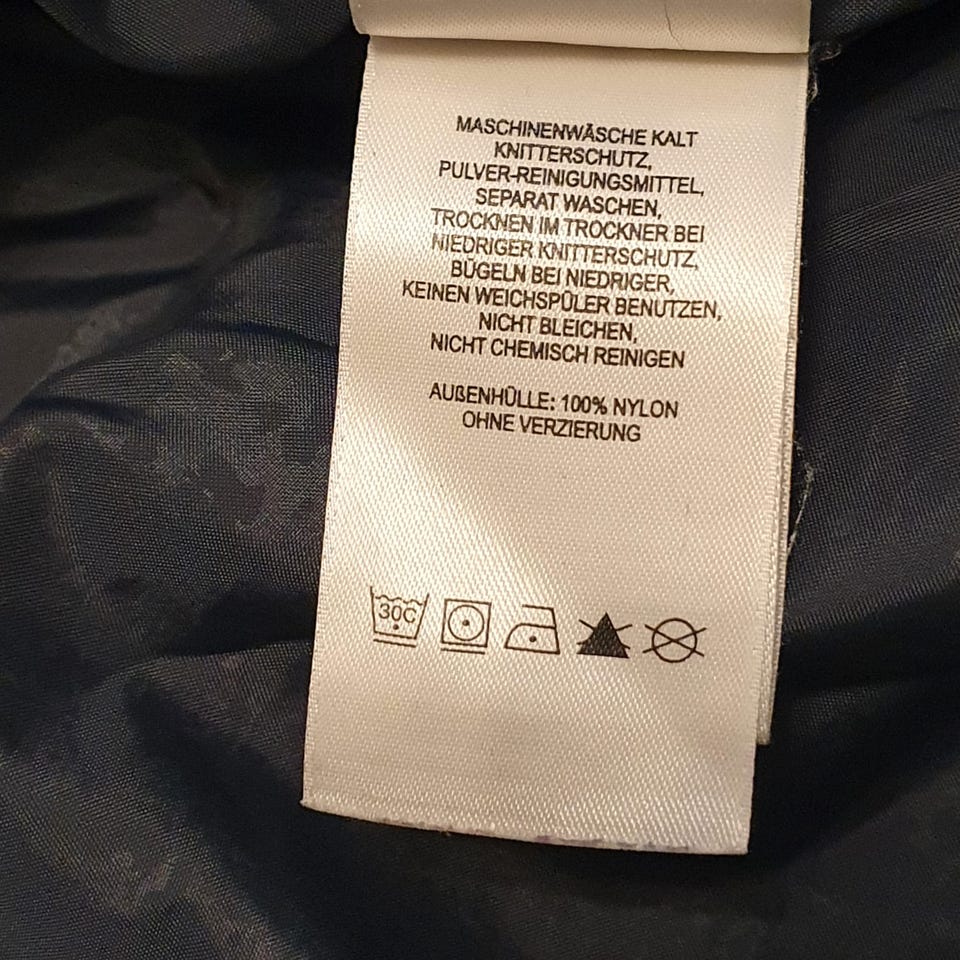 MASCHINENWÄSCHE KALT
KNITTERSCHUTZ,
PULVER-REINIGUNGSMITTEL,
SEPARAT WASCHEN,
TROCKNEN IM TROCKNER BEI
NIEDRIGER KNITTERSCHUTZ,
BÜGELN BEI NIEDRIGER,
KEINEN WEICHSPÜLER BENUTZEN,
NICHT BLEICHEN,
NICHT CHEMISCH REINIGEN
AUßENHÜLLE: 100% NYLON
OHNE VERZIERUNG
30C